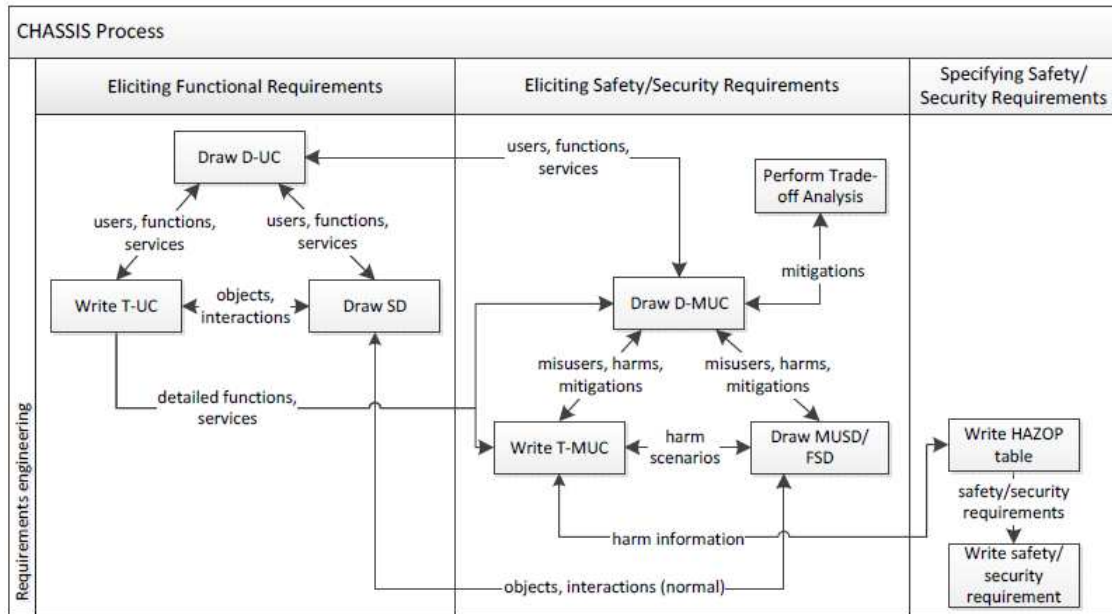 CHASSIS Process
Eliciting Functional Requirements
Eliciting Safety/Security Requirements
Specifying Safety/
Security Requirements
Requirements engineering
Draw D-UC
users, functions,
services
users, functions,
services
Write T-UC
objects,
interactions
Draw SD
detailed functions,
services
users, functions,
services
Perform Trade-
off Analysis
mitigations
Draw D-MUC
misusers, harms,
mitigations
misusers, harms,
mitigations
Write T-MUC
harm
scenarios
Draw MUSD/
FSD
harm information
objects, interactions (normal)
Write HAZOP
table
safety/security
requirements
Write safety/
security
requirement